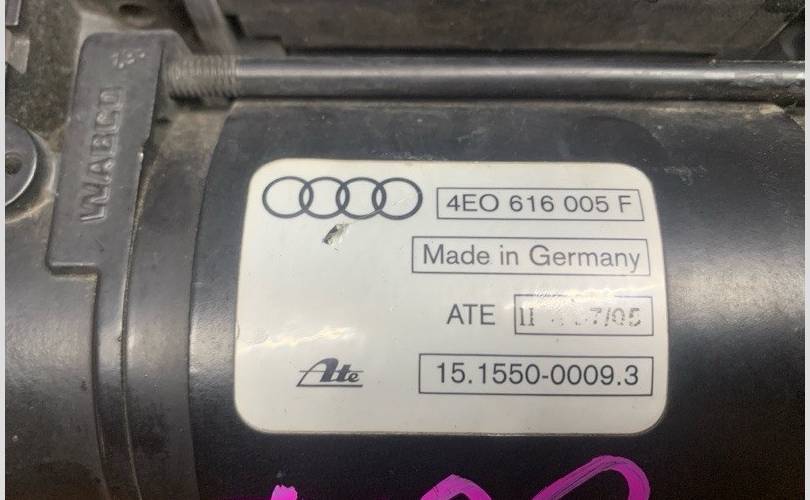 WABCO
4EO 616 005 F
Made in Germany
ATE
Ate
15.1550-0009.3